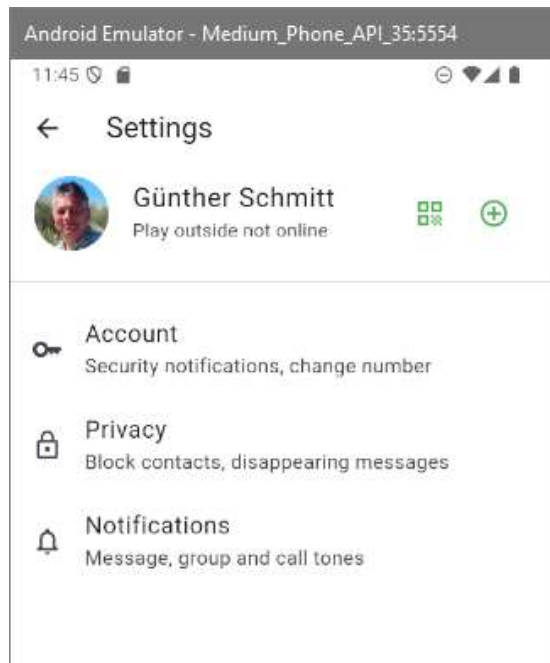 Android Emulator - Medium_Phone_API_35:5554
11:45
Settings
Günther Schmitt
Play outside not online
Account
Security notifications, change number
Privacy
Block contacts, disappearing messages
Notifications
Message, group and call tones